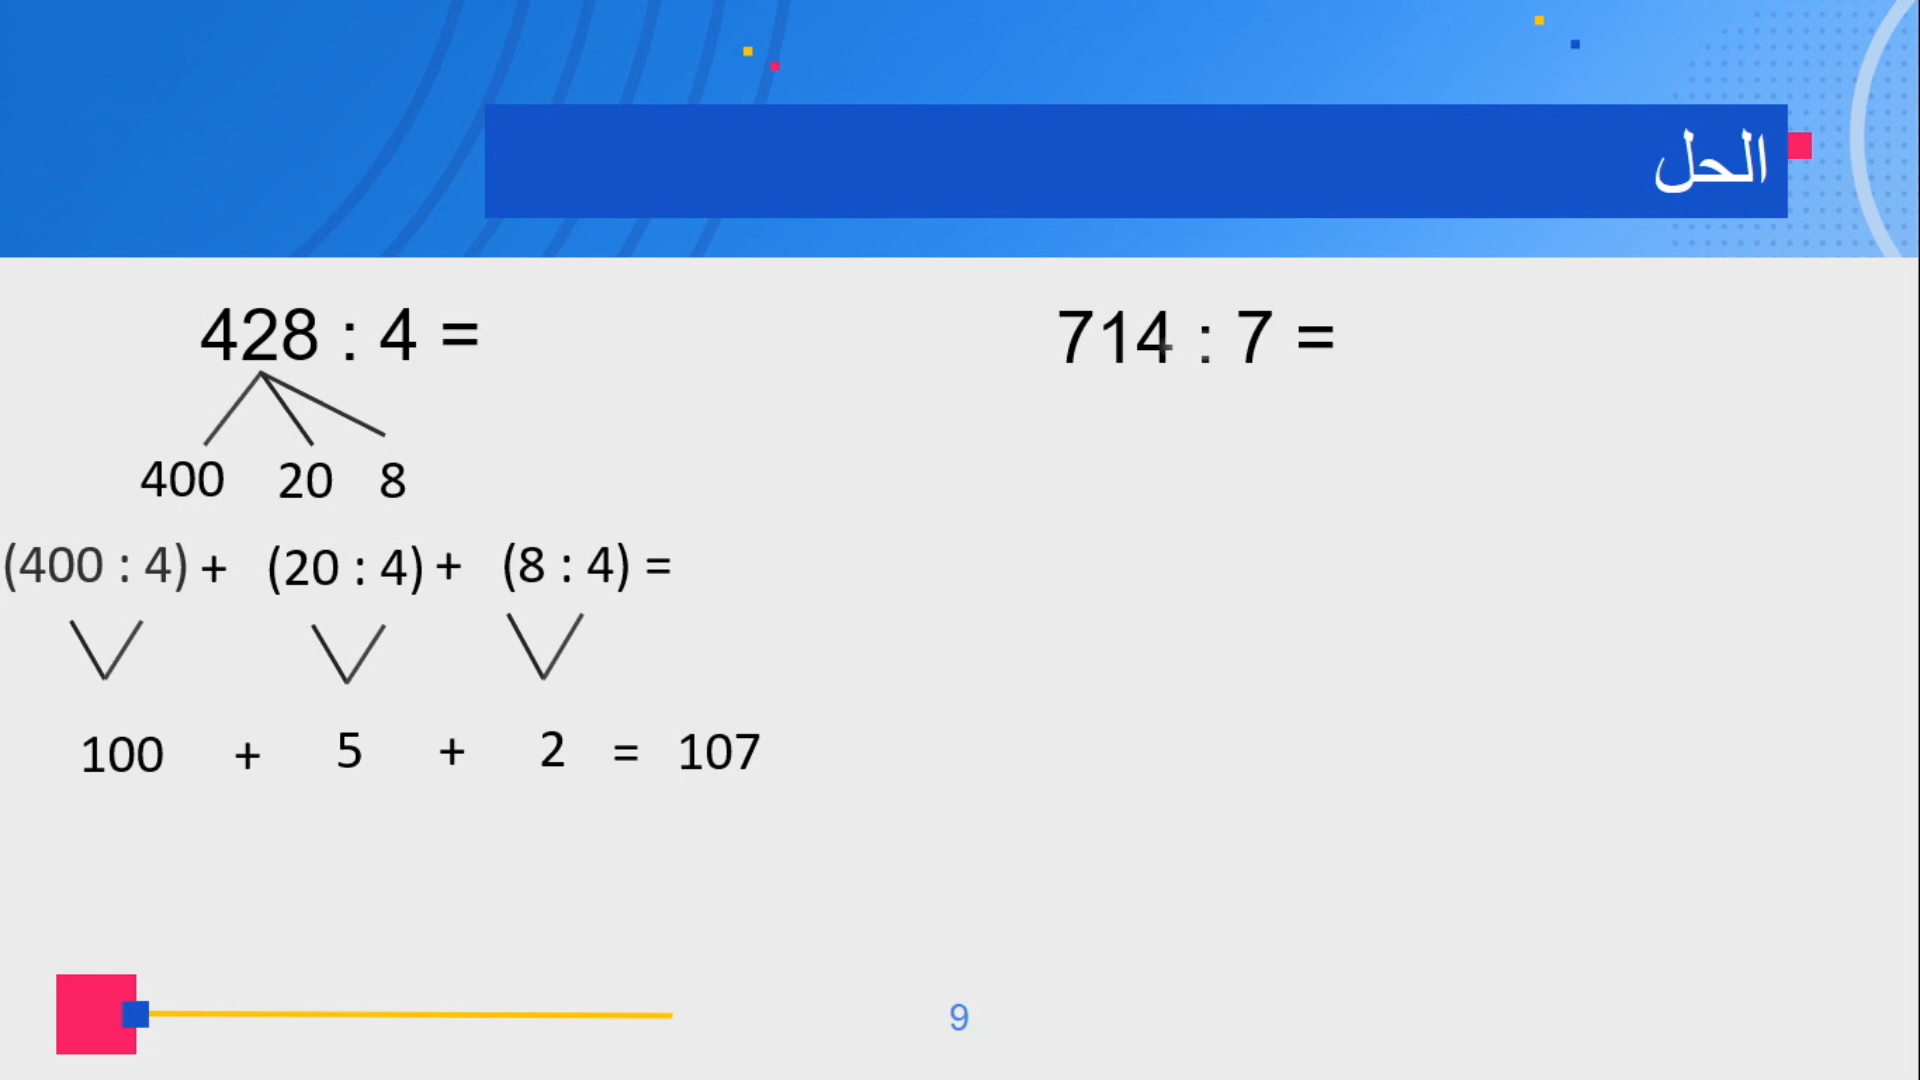 الحل
428 : 4 =
400 20 8
(400 : 4) + (20 : 4) + (8 : 4) =
100 + 5 + 2 = 107
714 : 7 =
9